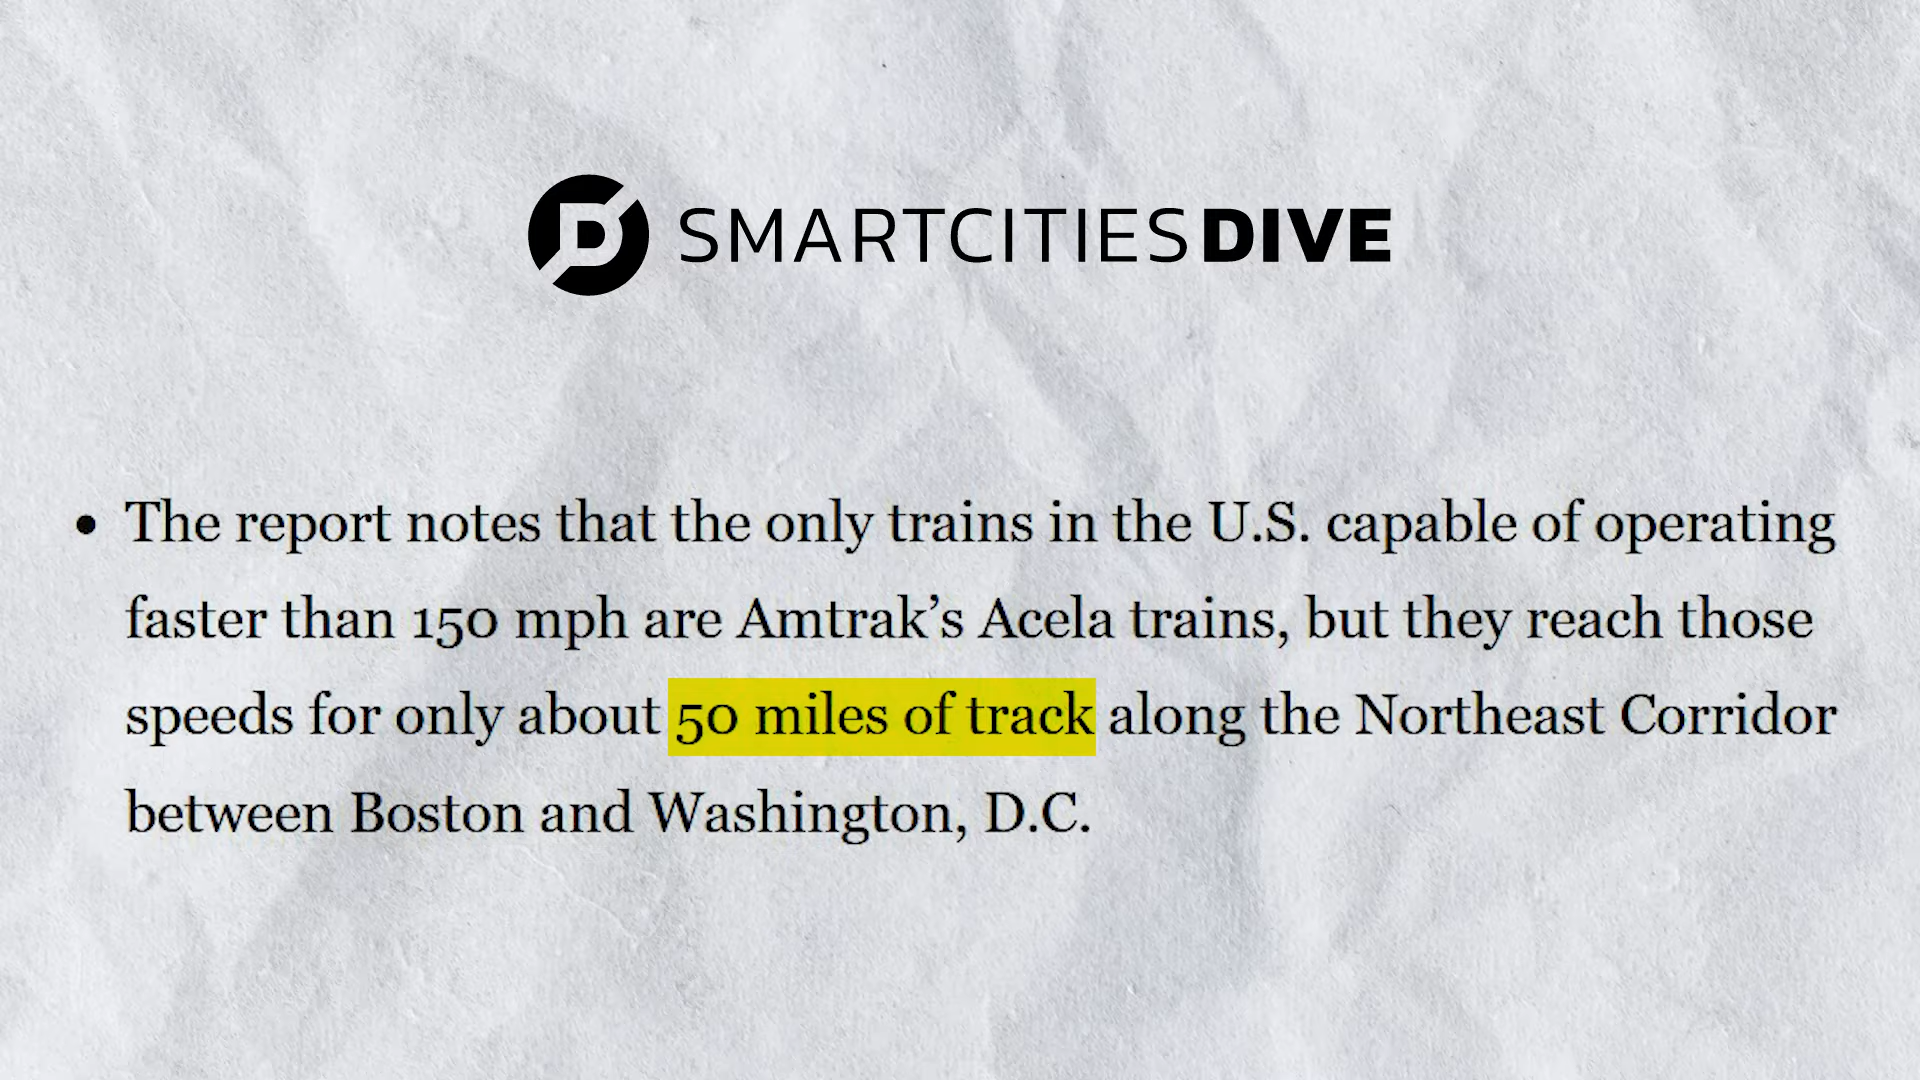 SMARTCITIESDIVE
• The report notes that the only trains in the U.S. capable of operating
faster than 150 mph are Amtrak’s Acela trains, but they reach those
speeds for only about 50 miles of track along the Northeast Corridor
between Boston and Washington, D.C.